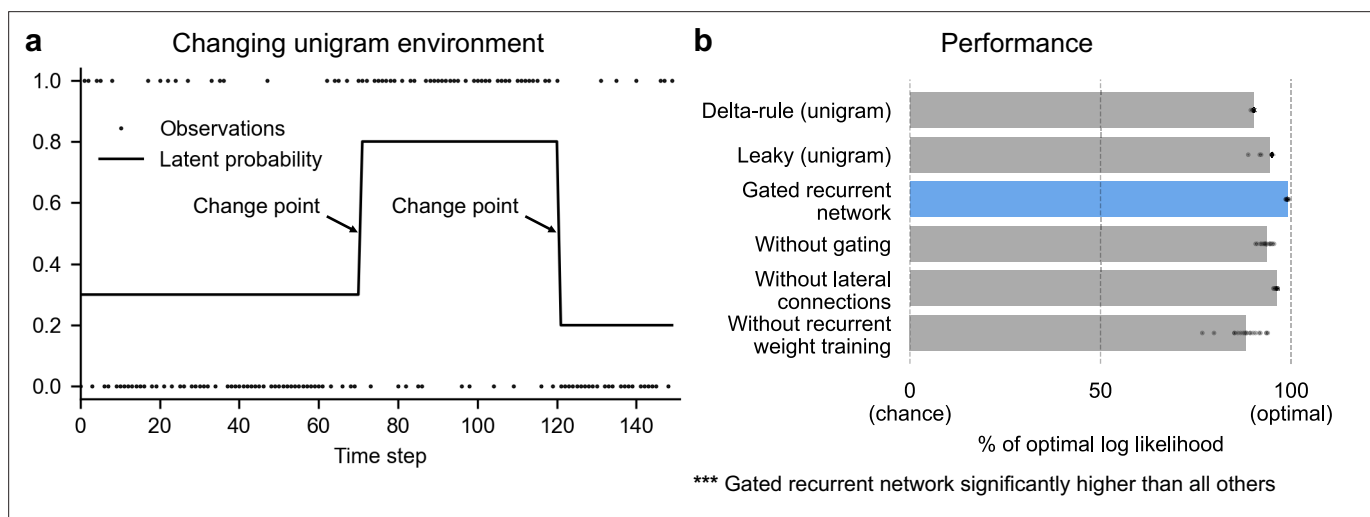 a
Changing unigram environment
1.0
0.8
0.6
0.4
0.2
0.0
Observations
Latent probability
Change point
Change point
0
20
40
60
80
100
120
140
Time step
b
Performance
Delta-rule (unigram)
Leaky (unigram)
Gated recurrent
network
Without gating
Without lateral
connections
Without recurrent
weight training
0
50
100
(chance)
(optimal)
% of optimal log likelihood
*** Gated recurrent network significantly higher than all others